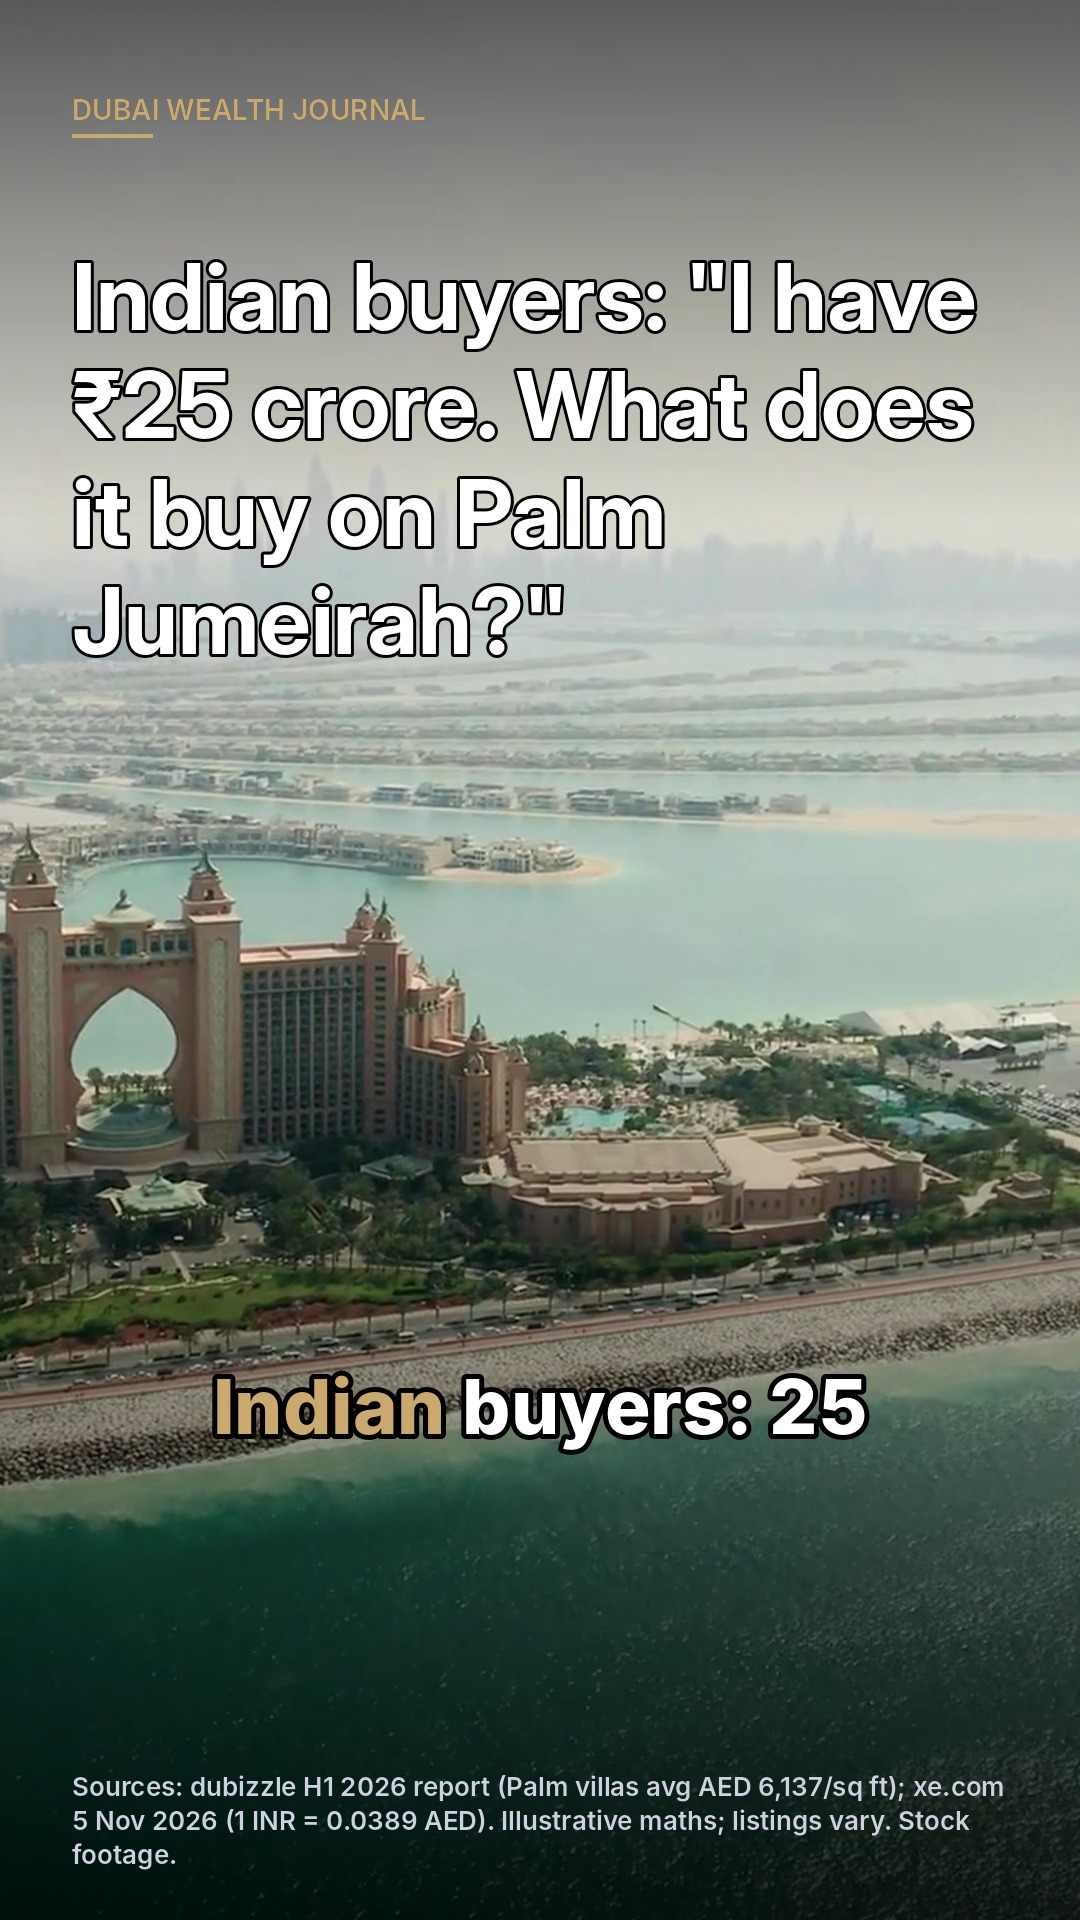 DUBAI WEALTH JOURNAL
Indian buyers: "I have
₹25 crore. What does
it buy on Palm
Jumeirah?"
Indian buyers: 25
Sources: dubizzle H1 2026 report (Palm villas avg AED 6,137/sq ft); xe.com
5 Nov 2026 (1 INR = 0.0389 AED). Illustrative maths; listings vary. Stock
footage.